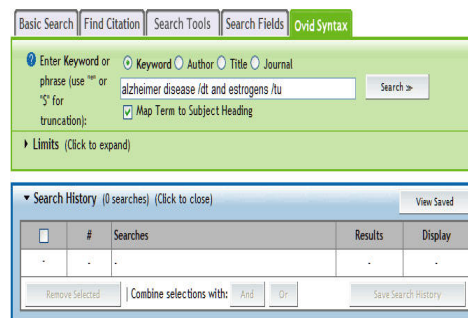 Basic Search Find Citation Search Tools Search Fields Ovid Syntax
Enter Keyword or
phrase (use "*" or
"$" for
truncation):
Keyword Author Title Journal
alzheimer disease /dt and estrogens /tu
Search >>
Map Term to Subject Heading
Limits (Click to expand)
Search History (0 searches) (Click to close)
View Saved
# Searches Results Display
- - - - -
Remove Selected | Combine selections with: And Or Save Search History